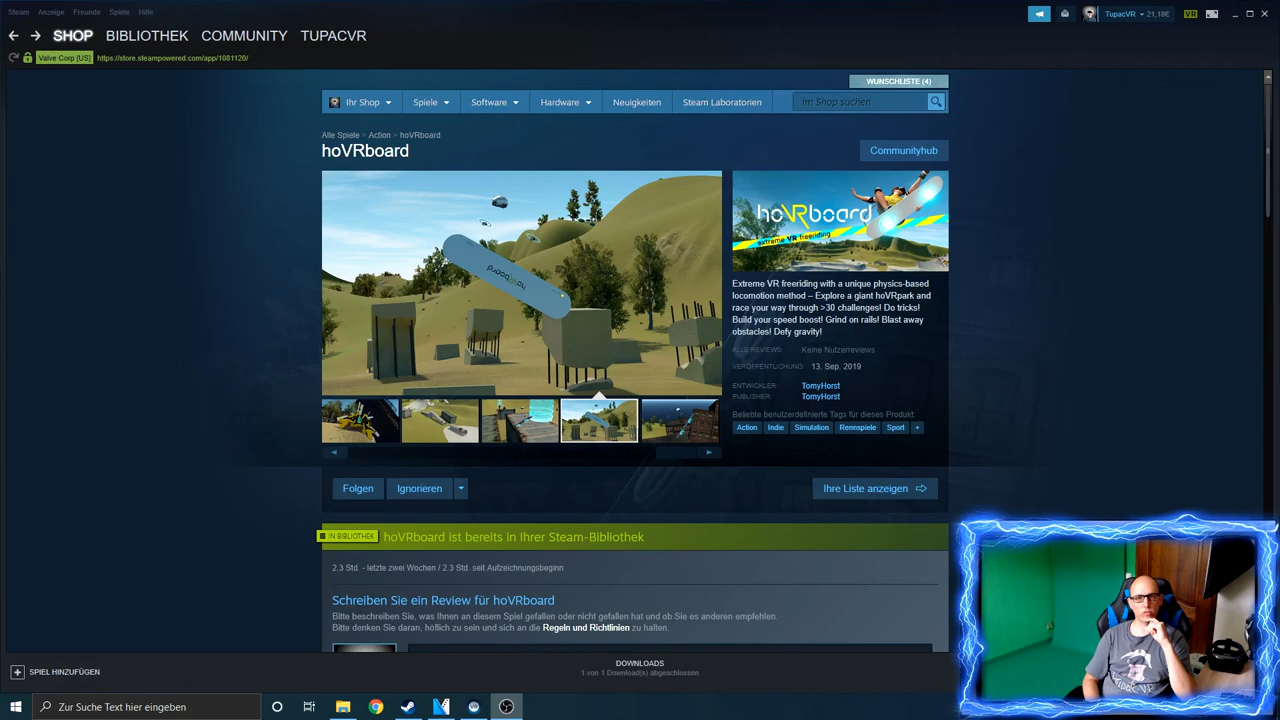 Steam Anzeige Freunde Spiele Hilfe
TupacVR 21,18€ VR
SHOP BIBLIOTHEK COMMUNITY TUPACVR
Valve Corp [US] https://store.steampowered.com/app/1081120/
WUNSCHLISTE (4)
Ihr Shop Spiele Software Hardware Neuigkeiten Steam Laboratorien Im Shop suchen
Alle Spiele > Action > hoVRboard
hoVRboard
Communityhub
hoVRboard
hoVRboard
extreme VR freeriding
Extreme VR freeriding with a unique physics-based
locomotion method – Explore a giant hoVRpark and
race your way through >30 challenges! Do tricks!
Build your speed boost! Grind on rails! Blast away
obstacles! Defy gravity!
ALLE REVIEWS: Keine Nutzerreviews
VERÖFFENTLICHUNG: 13. Sep. 2019
ENTWICKLER: TomyHorst
PUBLISHER: TomyHorst
Beliebte benutzerdefinierte Tags für dieses Produkt:
Action Indie Simulation Rennspiele Sport +
Folgen Ignorieren Ihre Liste anzeigen
IN BIBLIOTHEK hoVRboard ist bereits in Ihrer Steam-Bibliothek
2.3 Std. - letzte zwei Wochen / 2.3 Std. seit Aufzeichnungsbeginn
Schreiben Sie ein Review für hoVRboard
Bitte beschreiben Sie, was Ihnen an diesem Spiel gefallen oder nicht gefallen hat und ob Sie es anderen empfehlen.
Bitte denken Sie daran, höflich zu sein und sich an die Regeln und Richtlinien zu halten.
SPIEL HINZUFÜGEN
DOWNLOADS
1 von 1 Download(s) abgeschlossen
Zur Suche Text hier eingeben